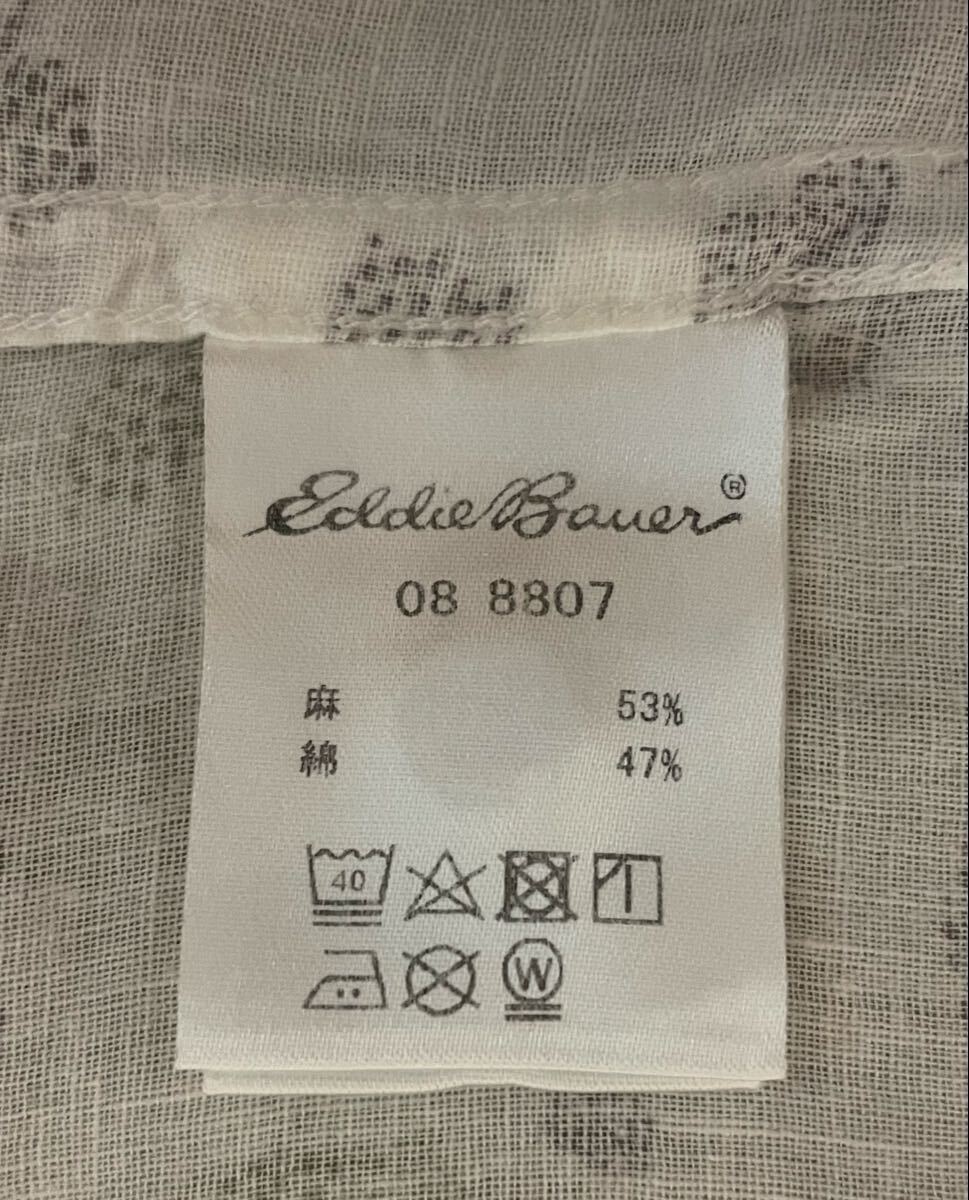 Eddie Bauer®
08 8807
麻 53%
綿 47%
40
W